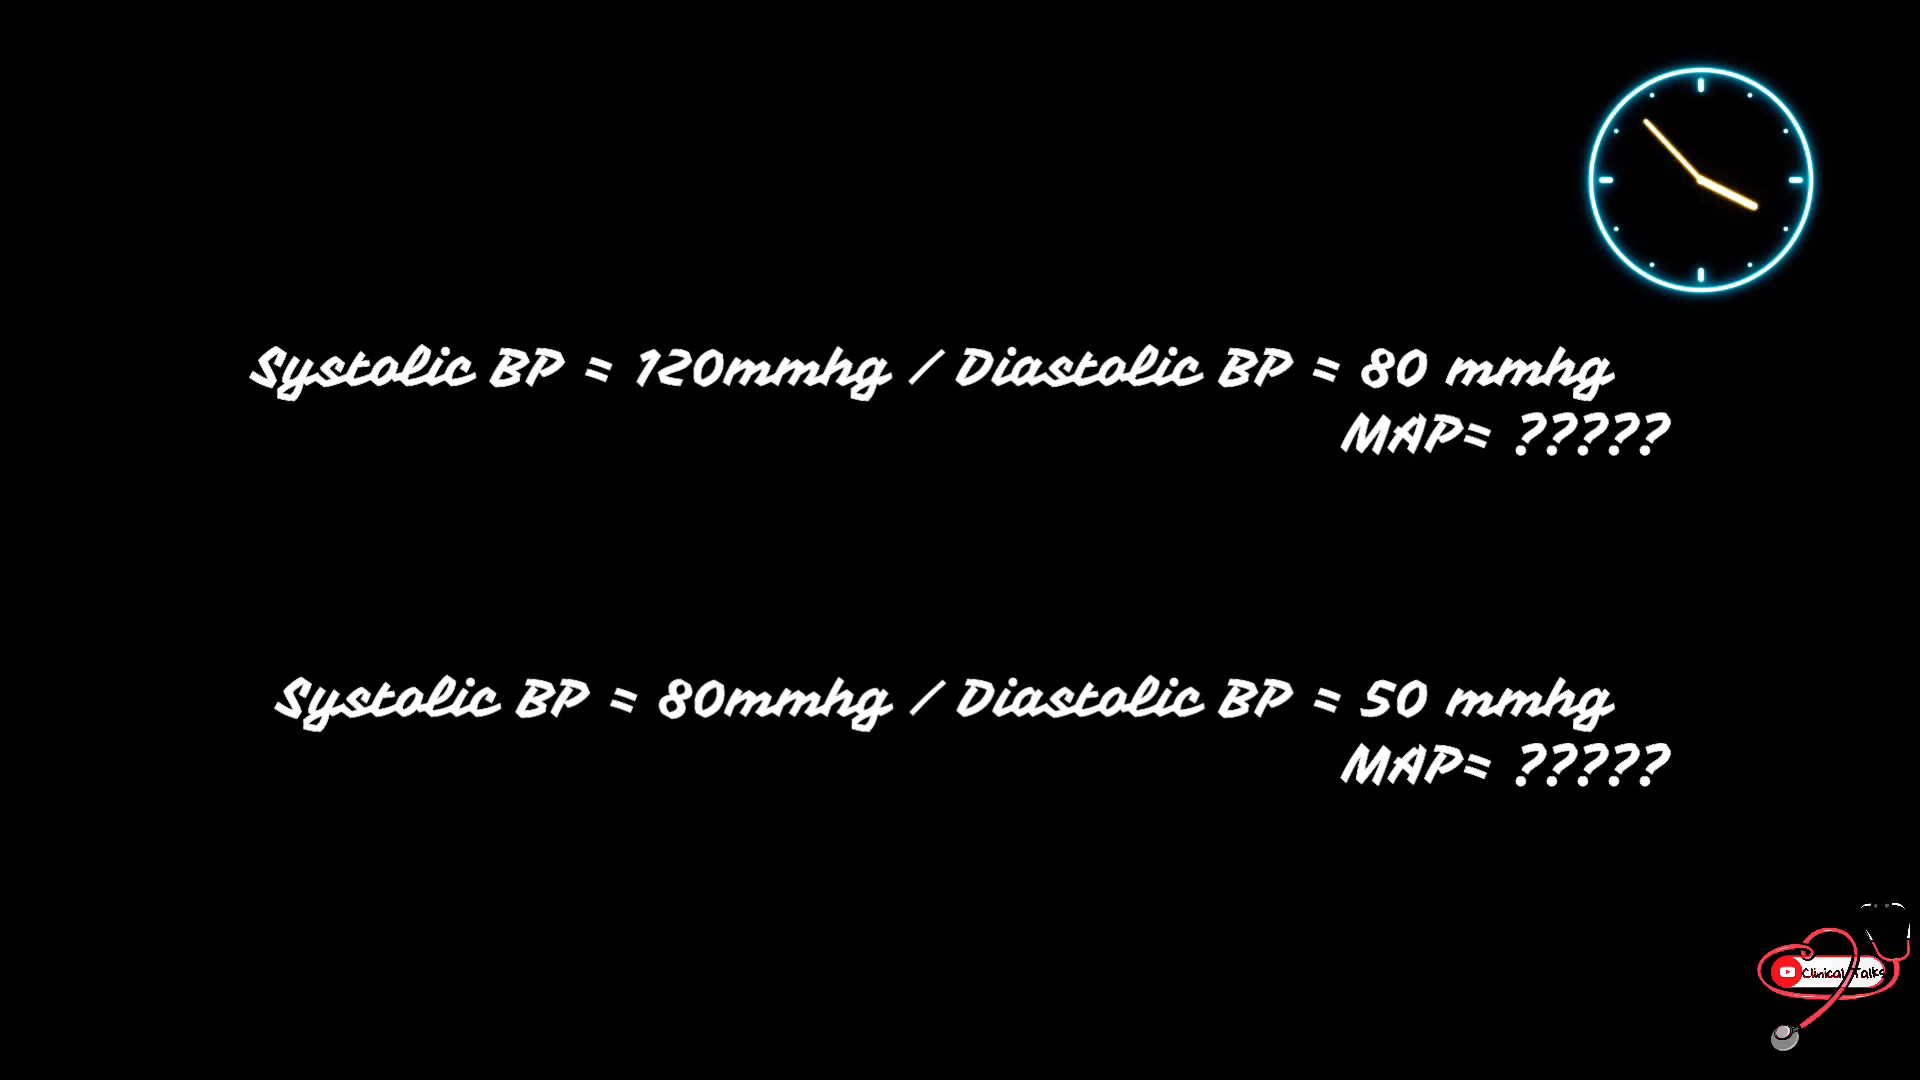 Systolic BP = 120mmhg / Diastolic BP = 80 mmhg
MAP= ?????
Systolic BP = 80mmhg / Diastolic BP = 50 mmhg
MAP= ?????
Clinical Talks